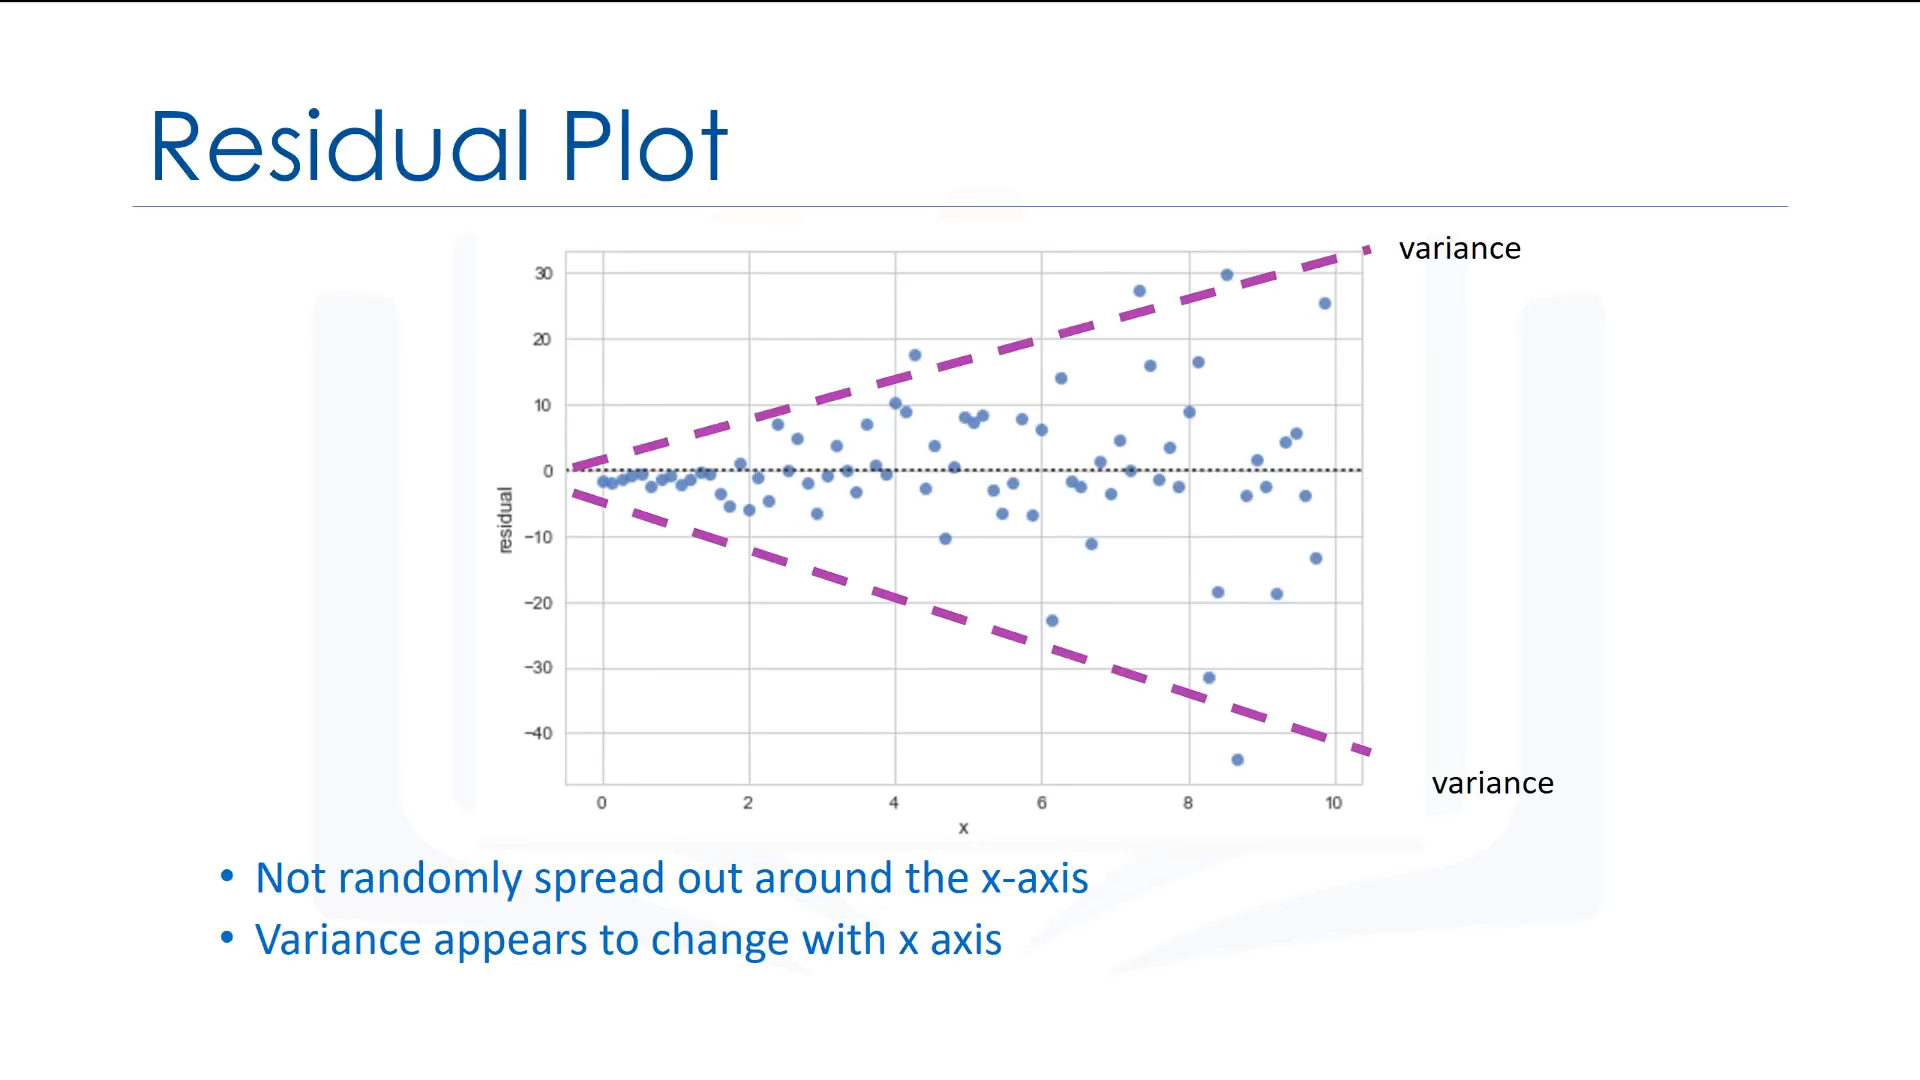 Residual Plot
variance
30
20
10
0
−10
−20
−30
−40
residual
0 2 4 6 8 10
x
variance
• Not randomly spread out around the x-axis
• Variance appears to change with x axis